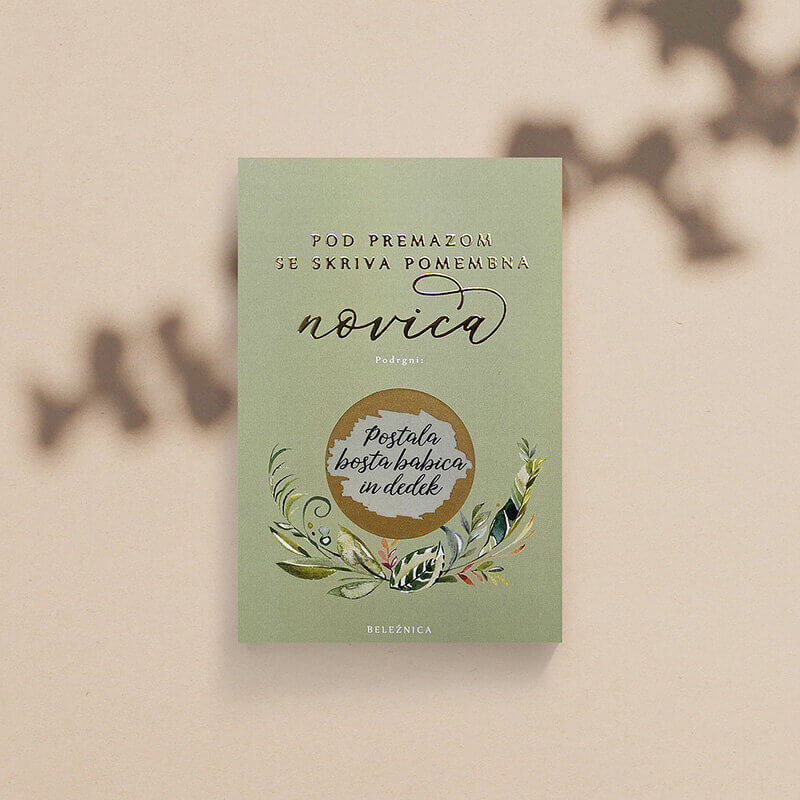 POD PREMAZOM
SE SKRIVA POMEMBNA
novica
Podrgni:
Postala
bosta babica
in dedek
BELEŽNICA